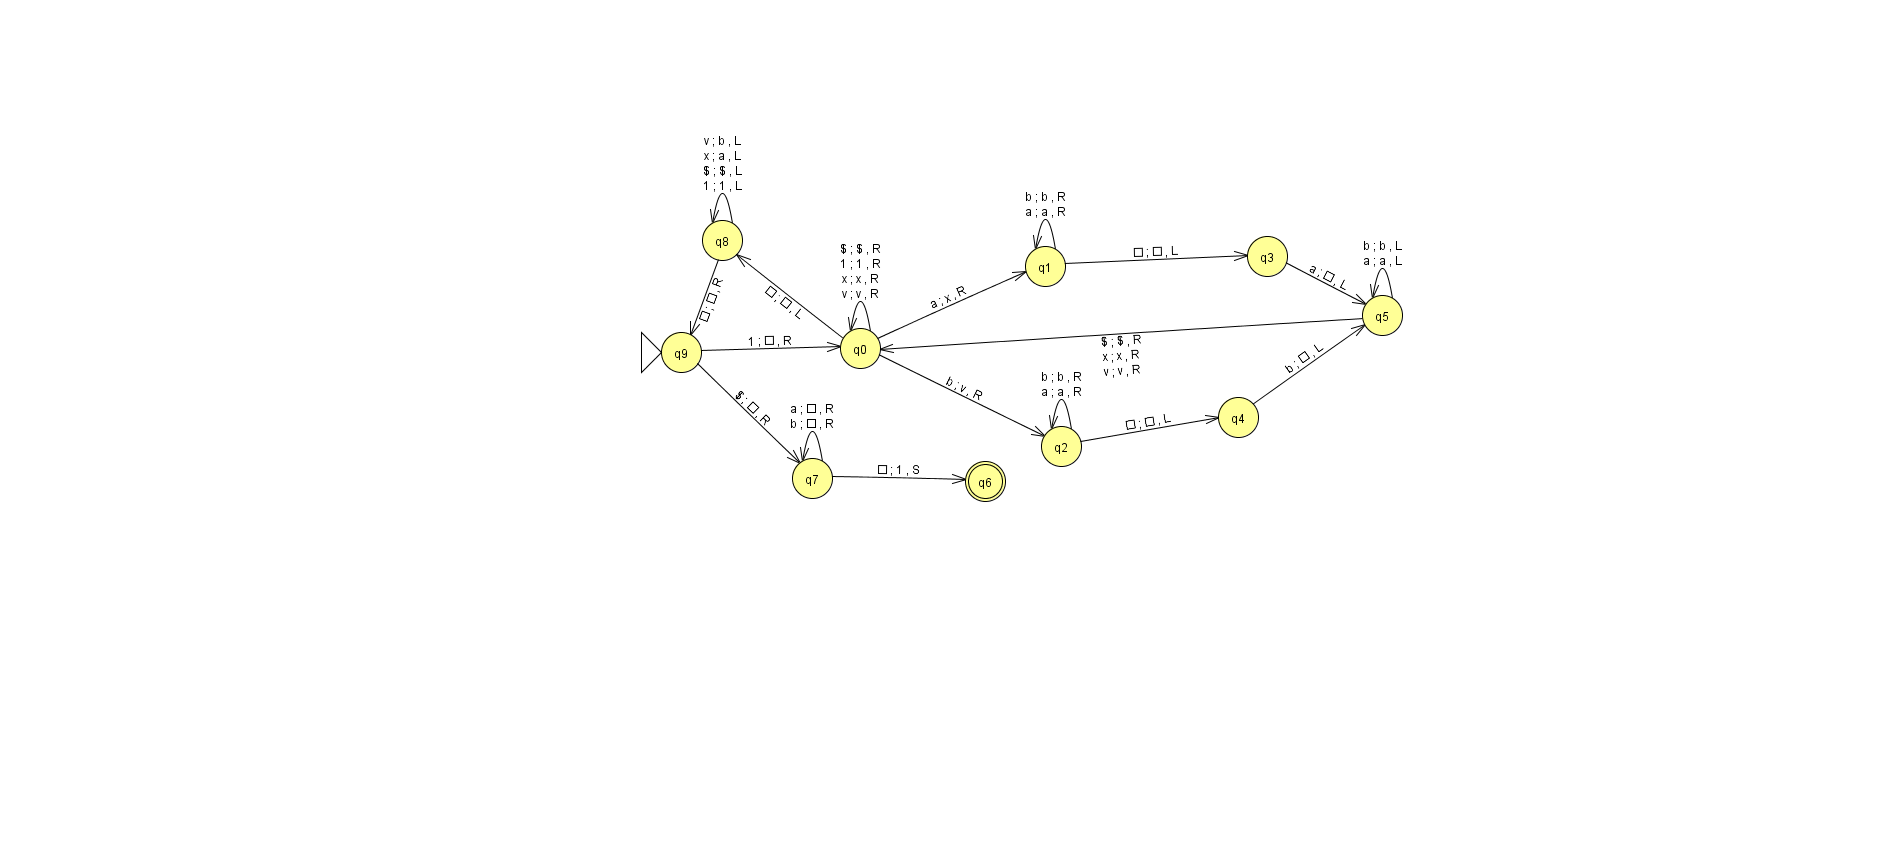 v ; b , L
x ; a , L
$ ; $ , L
1 ; 1 , L
q8
□ ; □ , R
□ ; □ , L
$ ; $ , R
1 ; 1 , R
x ; x , R
v ; v , R
q0
q9
1 ; □ , R
$ ; □ , R
a ; □ , R
b ; □ , R
q7
□ ; 1 , S
q6
a ; x , R
b ; v , R
b ; b , R
a ; a , R
q1
□ ; □ , L
q3
a ; □ , L
b ; b , L
a ; a , L
q5
$ ; $ , R
x ; x , R
v ; v , R
b ; b , R
a ; a , R
q2
□ ; □ , L
q4
b ; □ , L